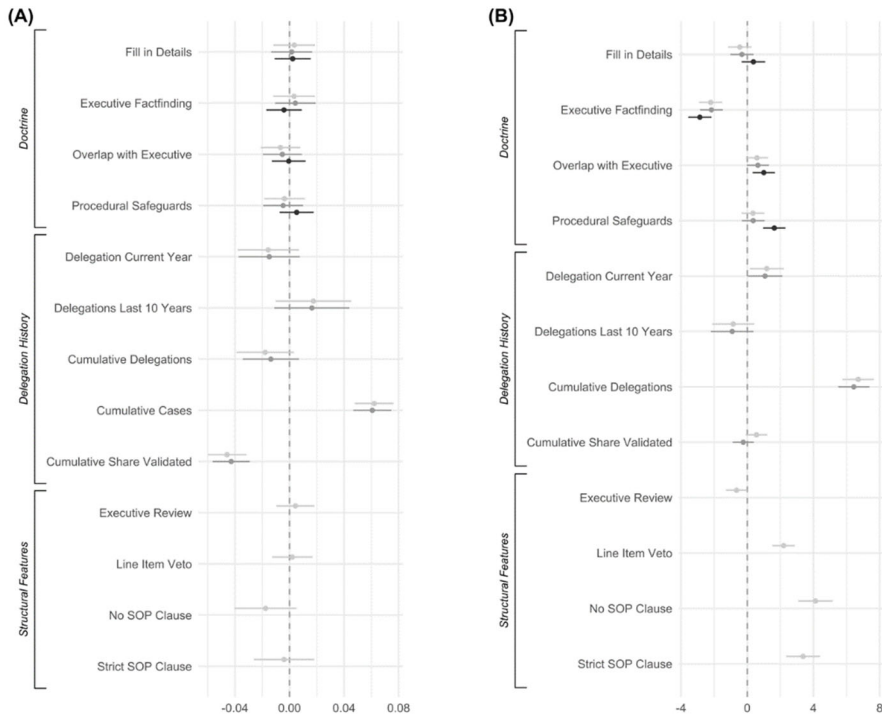 (A)
Doctrine
Fill in Details
Executive Factfinding
Overlap with Executive
Procedural Safeguards
Delegation History
Delegation Current Year
Delegations Last 10 Years
Cumulative Delegations
Cumulative Cases
Cumulative Share Validated
Structural Features
Executive Review
Line Item Veto
No SOP Clause
Strict SOP Clause
-0.04 0.00 0.04 0.08
(B)
Doctrine
Fill in Details
Executive Factfinding
Overlap with Executive
Procedural Safeguards
Delegation History
Delegation Current Year
Delegations Last 10 Years
Cumulative Delegations
Cumulative Share Validated
Structural Features
Executive Review
Line Item Veto
No SOP Clause
Strict SOP Clause
-4 0 4 8